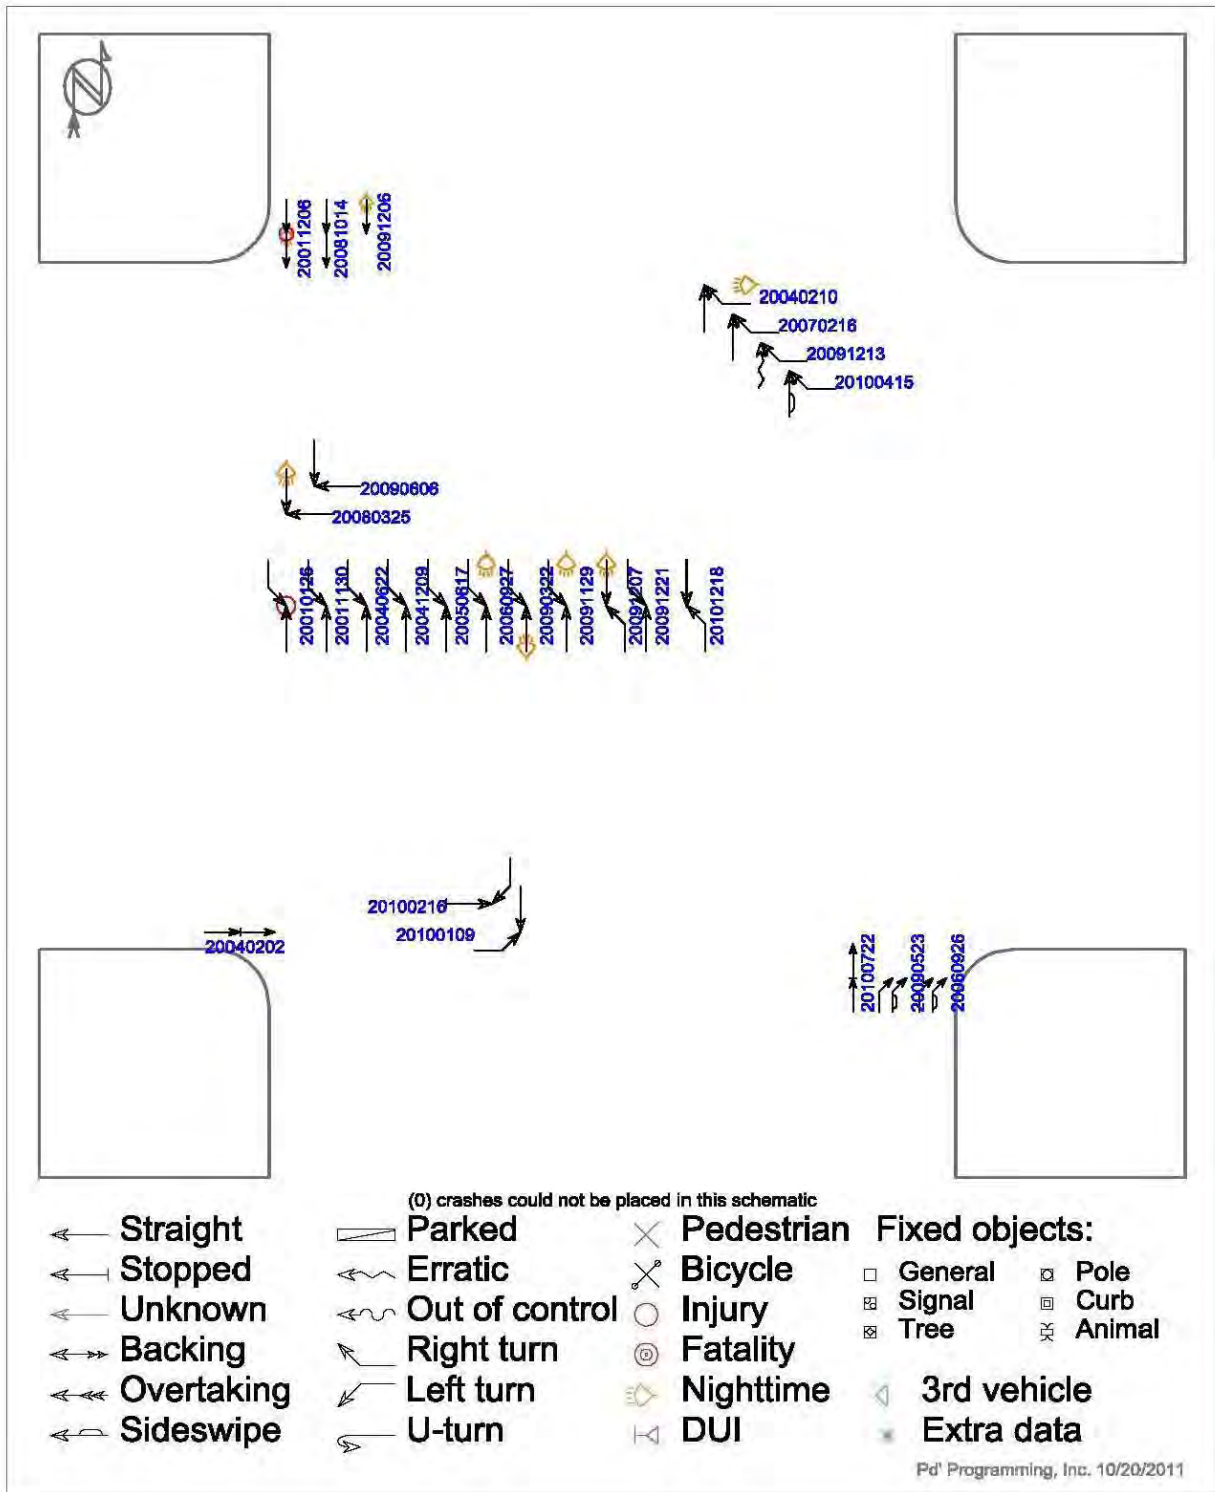 N
20011206
20081014
20091206
20040210
20070216
20091213
20100415
20090606
20080325
20010126
20011130
20040622
20041209
20050817
20060927
20090322
20091129
20091207
20091221
20101218
20100216
20100109
20040202
20100722
20090523
20060926
(0) crashes could not be placed in this schematic
Straight Parked Pedestrian Fixed objects:
Stopped Erratic Bicycle General Pole
Unknown Out of control Injury Signal Curb
Backing Right turn Fatality Tree Animal
Overtaking Left turn Nighttime 3rd vehicle
Sideswipe U-turn DUI Extra data
Pd' Programming, Inc. 10/20/2011